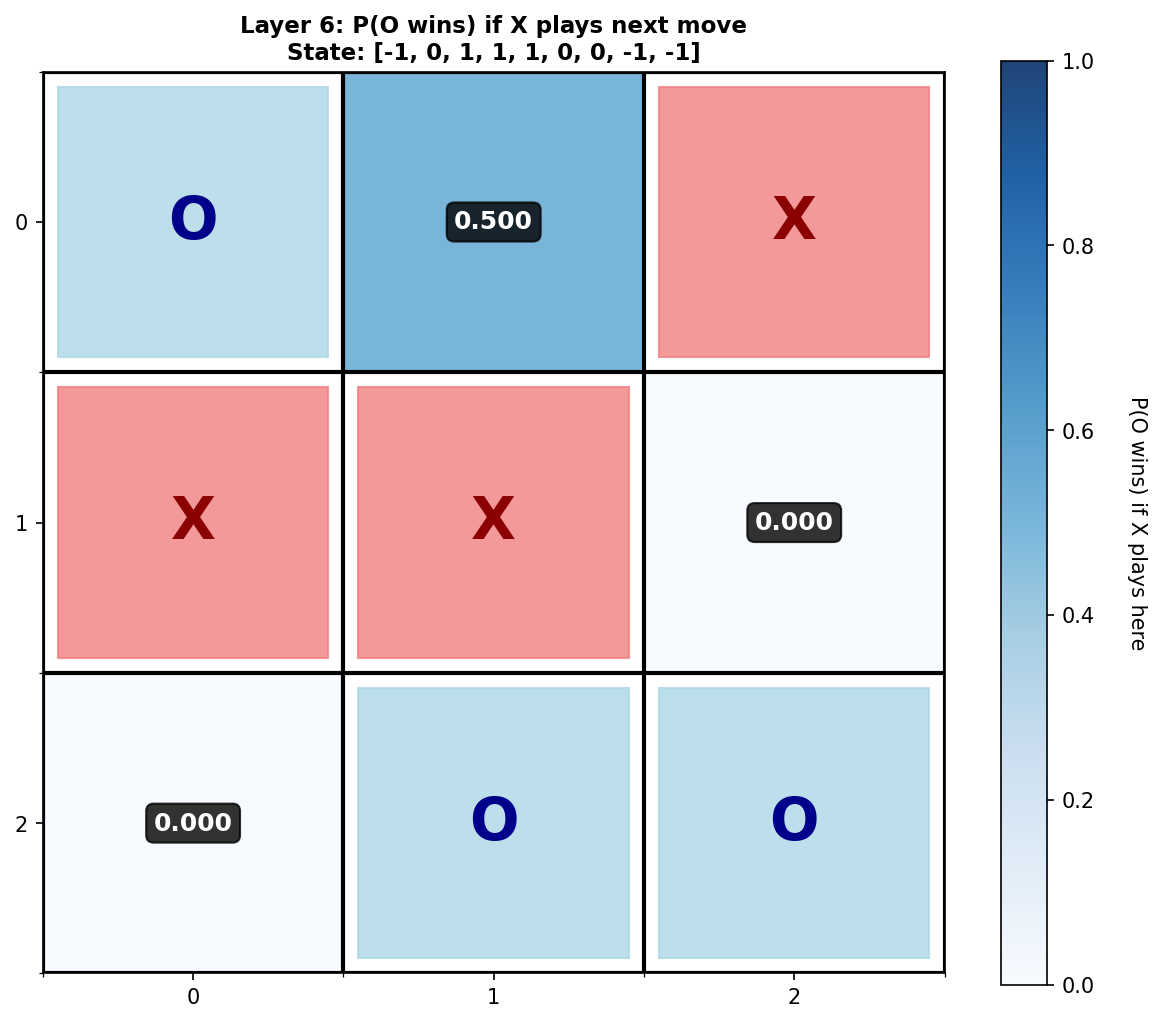 Layer 6: P(O wins) if X plays next move
State: [-1, 0, 1, 1, 1, 0, 0, -1, -1]
0
O
0.500
X
1
X
X
0.000
2
0.000
O
O
0
1
2
1.0
0.8
0.6
0.4
0.2
0.0
P(O wins) if X plays here